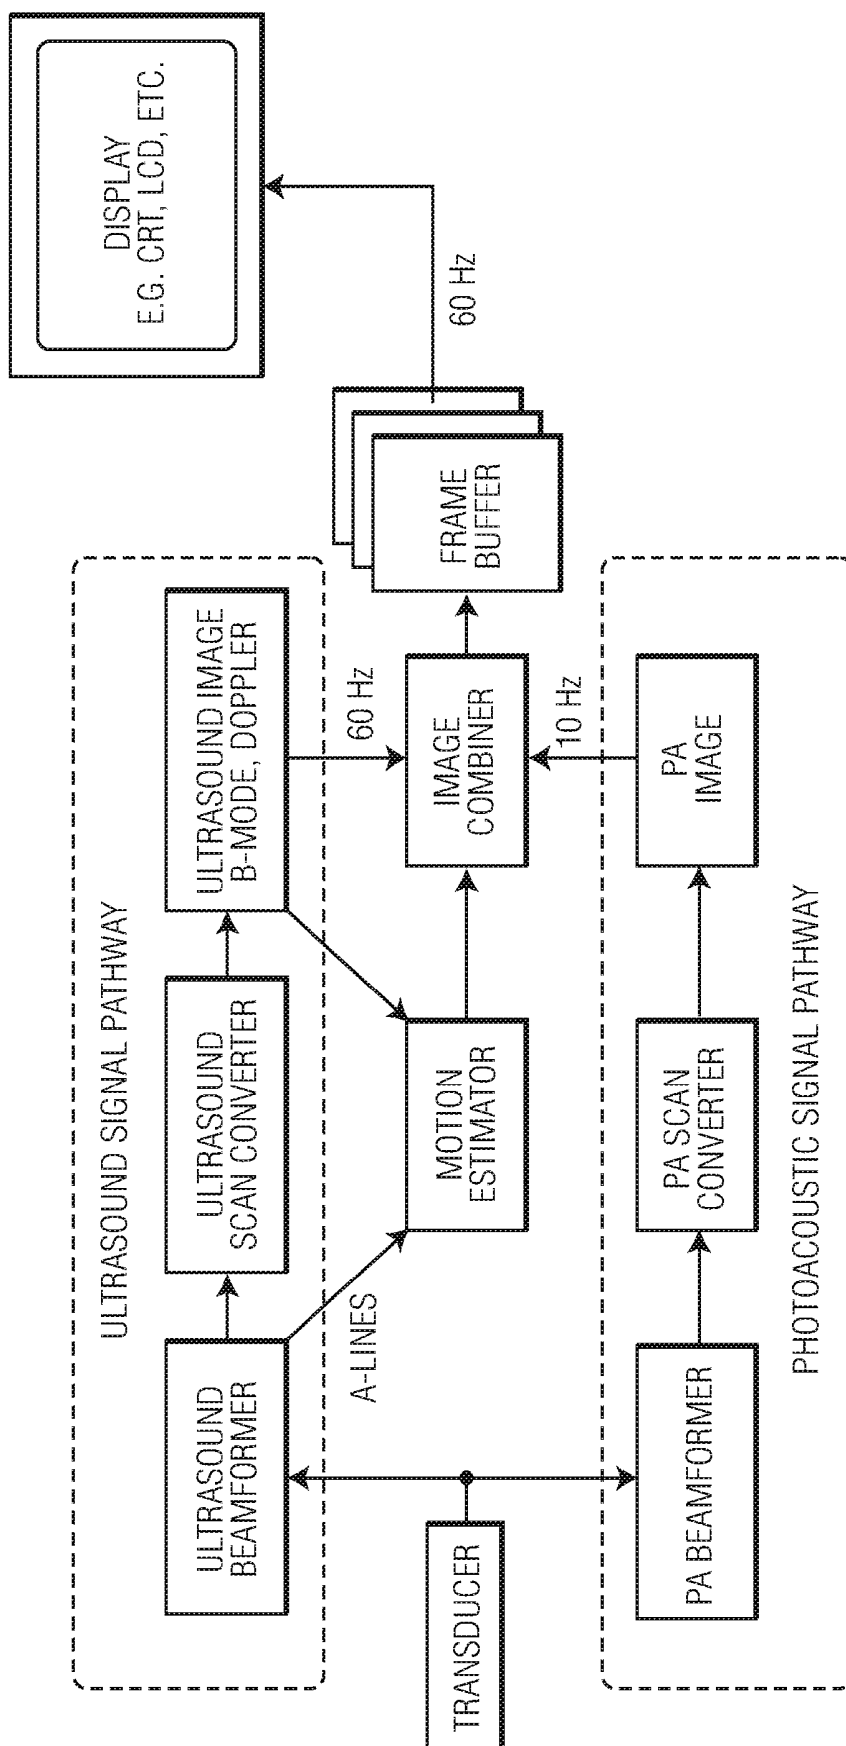 ULTRASOUND SIGNAL PATHWAY
TRANSDUCER
ULTRASOUND
BEAMFORMER
ULTRASOUND
SCAN CONVERTER
ULTRASOUND IMAGE
B-MODE, DOPPLER
A-LINES
MOTION
ESTIMATOR
60 Hz
IMAGE
COMBINER
10 Hz
FRAME
BUFFER
60 Hz
DISPLAY
E.G. CRT, LCD, ETC.
PA BEAMFORMER
PA SCAN
CONVERTER
PA
IMAGE
PHOTOACOUSTIC SIGNAL PATHWAY